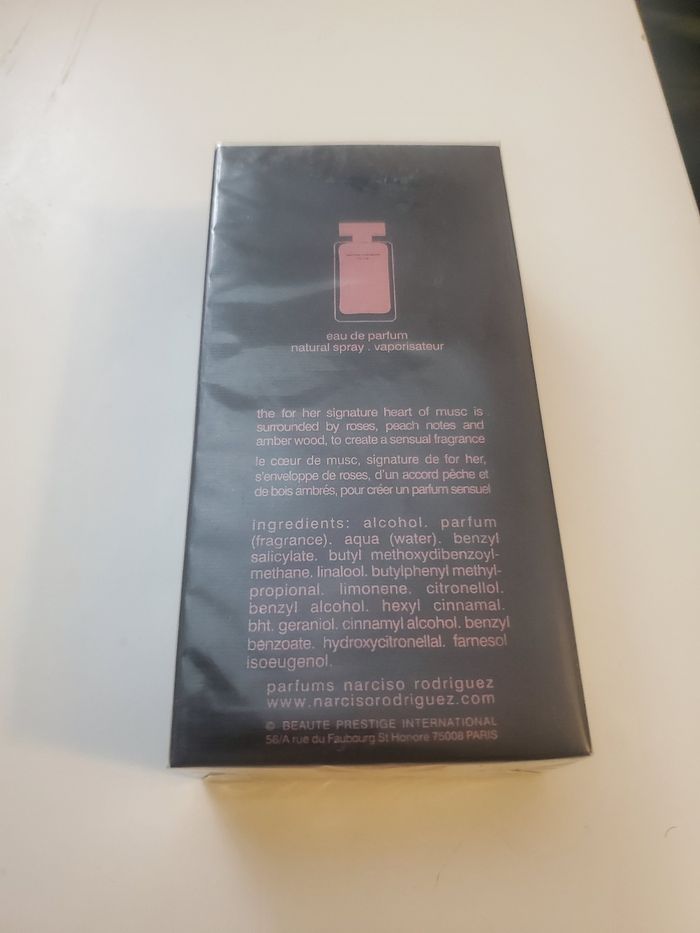 eau de parfum
natural spray . vaporisateur
the for her signature heart of musc is
surrounded by roses, peach notes and
amber wood, to create a sensual fragrance
le cœur de musc, signature de for her,
s'enveloppe de roses, d'un accord pêche et
de bois ambrés, pour créer un parfum sensuel
ingredients: alcohol. parfum
(fragrance). aqua (water). benzyl
salicylate. butyl methoxydibenzoyl-
methane. linalool. butylphenyl methyl-
propional. limonene. citronellol.
benzyl alcohol. hexyl cinnamal.
bht. geraniol. cinnamyl alcohol. benzyl
benzoate. hydroxycitronellal. farnesol
isoeugenol.
parfums narciso rodriguez
www.narcisorodriguez.com
© BEAUTE PRESTIGE INTERNATIONAL
56/A rue du Faubourg St Honore 75008 PARIS